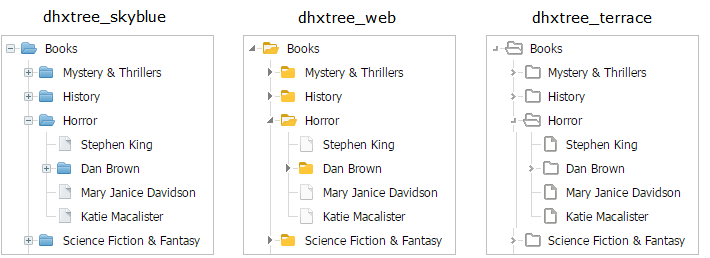 dhxtree_skyblue
Books
Mystery & Thrillers
History
Horror
Stephen King
Dan Brown
Mary Janice Davidson
Katie Macalister
Science Fiction & Fantasy
dhxtree_web
Books
Mystery & Thrillers
History
Horror
Stephen King
Dan Brown
Mary Janice Davidson
Katie Macalister
Science Fiction & Fantasy
dhxtree_terrace
Books
Mystery & Thrillers
History
Horror
Stephen King
Dan Brown
Mary Janice Davidson
Katie Macalister
Science Fiction & Fantasy